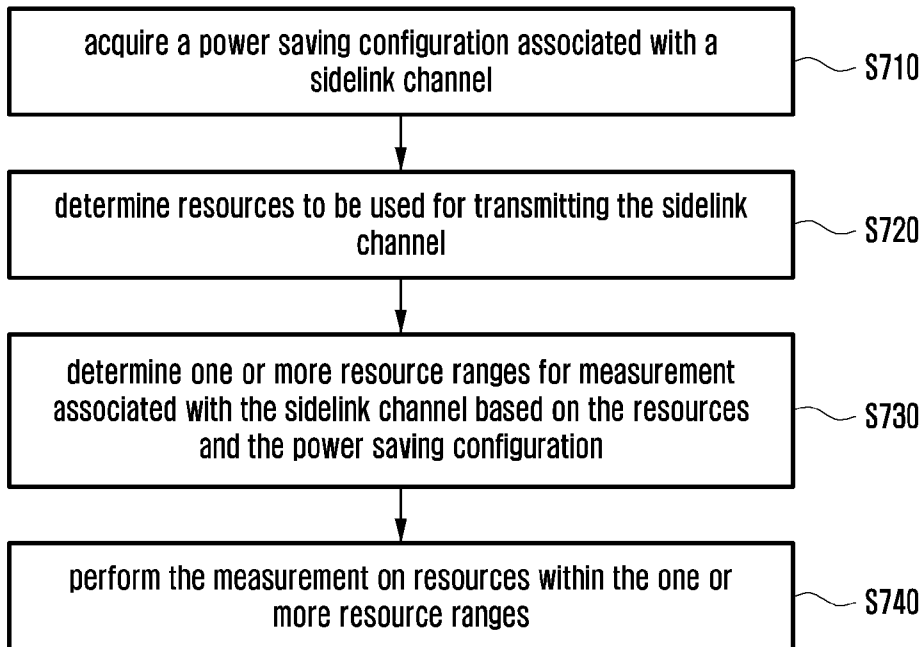 acquire a power saving configuration associated with a
sidelink channel
S710
determine resources to be used for transmitting the sidelink
channel
S720
determine one or more resource ranges for measurement
associated with the sidelink channel based on the resources
and the power saving configuration
S730
perform the measurement on resources within the one or
more resource ranges
S740